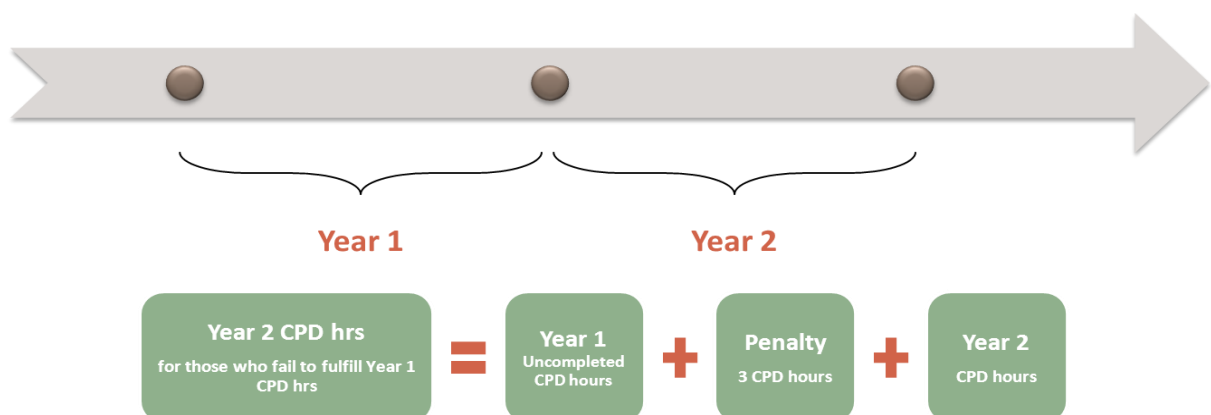 Year 1
Year 2
Year 2 CPD hrs
for those who fail to fulfill Year 1
CPD hrs
=
Year 1
Uncompleted
CPD hours
+
Penalty
3 CPD hours
+
Year 2
CPD hours